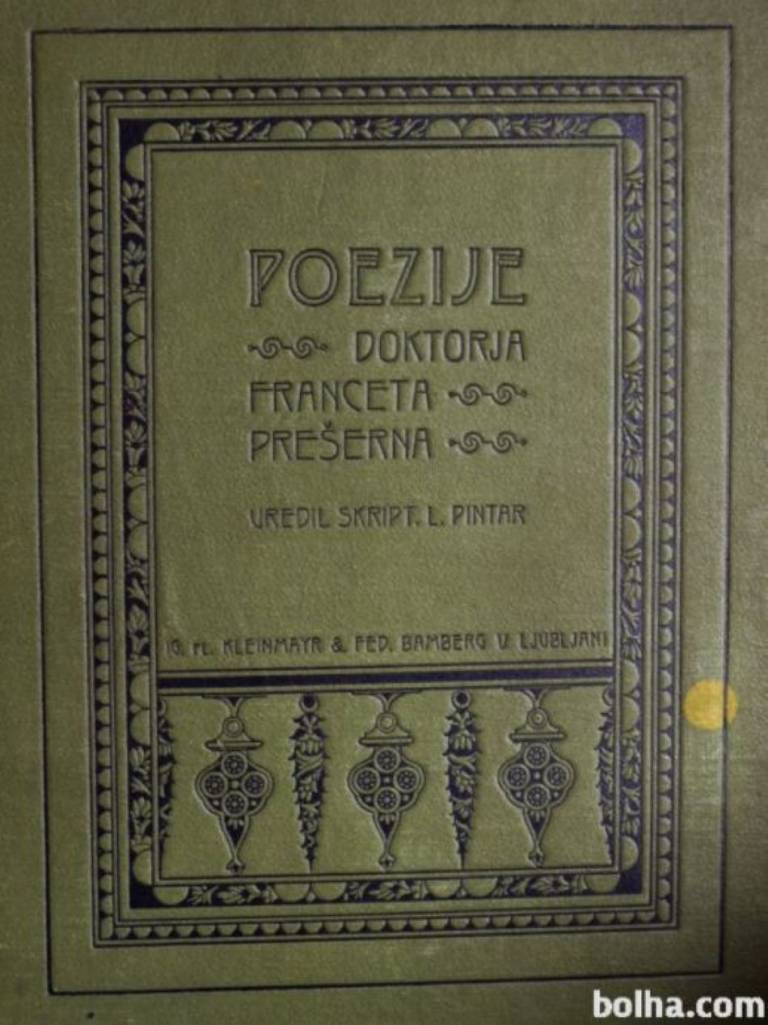 POEZIJE
DOKTORJA
FRANCETA
PREŠERNA
UREDIL SKRIPT. L. PINTAR
IG. PL. KLEINMAYR & FED. BAMBERG V LJUBLJANI
bolha.com